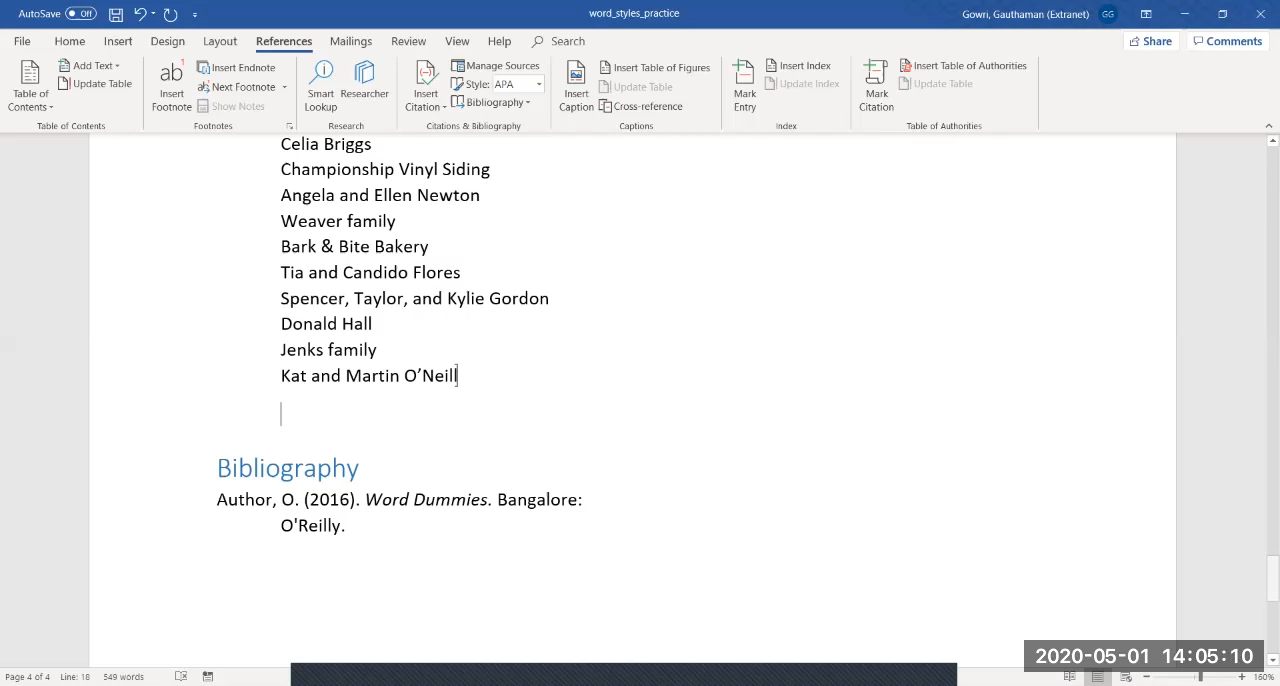 AutoSave Off word_styles_practice Gowri, Gauthaman (Extranet) GG
File Home Insert Design Layout References Mailings Review View Help Search Share Comments
Table of Contents
Add Text
Update Table
Table of Contents
Insert Footnote
Insert Endnote
Next Footnote
Show Notes
Footnotes
Smart Lookup
Researcher
Research
Insert Citation
Manage Sources
Style: APA
Bibliography
Citations & Bibliography
Insert Caption
Insert Table of Figures
Update Table
Cross-reference
Captions
Mark Entry
Insert Index
Update Index
Index
Mark Citation
Insert Table of Authorities
Update Table
Table of Authorities
Celia Briggs
Championship Vinyl Siding
Angela and Ellen Newton
Weaver family
Bark & Bite Bakery
Tia and Candido Flores
Spencer, Taylor, and Kylie Gordon
Donald Hall
Jenks family
Kat and Martin O’Neill
Bibliography
Author, O. (2016). Word Dummies. Bangalore:
O'Reilly.
2020-05-01 14:05:10
Page 4 of 4 Line: 18 549 words 160%